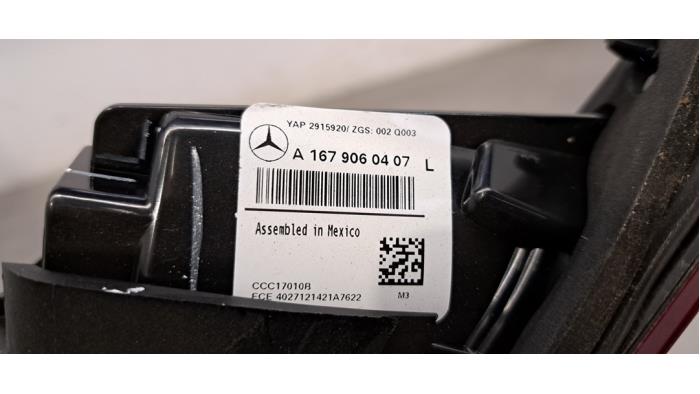 YAP 2915920/ ZGS: 002 Q003
A 167 906 04 07 L
Assembled in Mexico
CCC17010B
ECE 4027121421A7622
M3